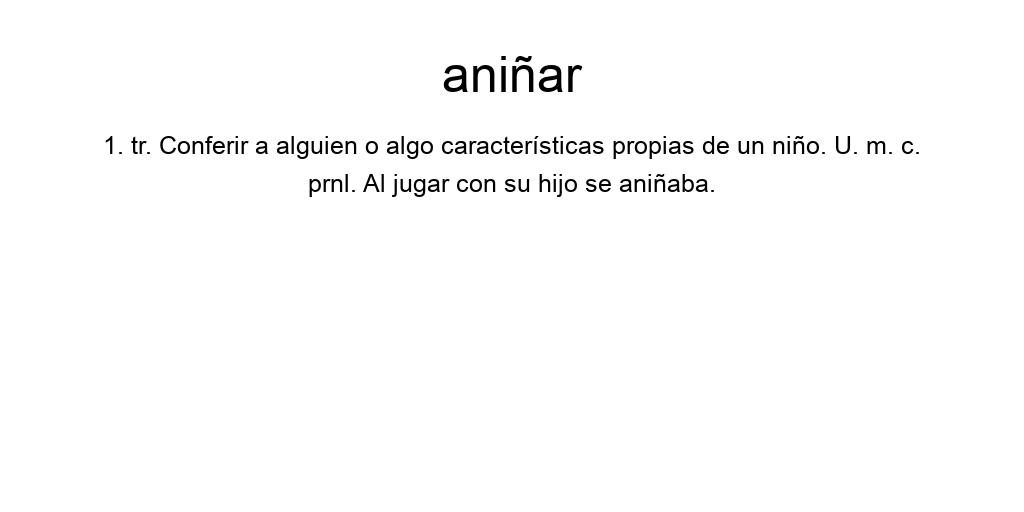 aniñar
1. tr. Conferir a alguien o algo características propias de un niño. U. m. c.
prnl. Al jugar con su hijo se aniñaba.